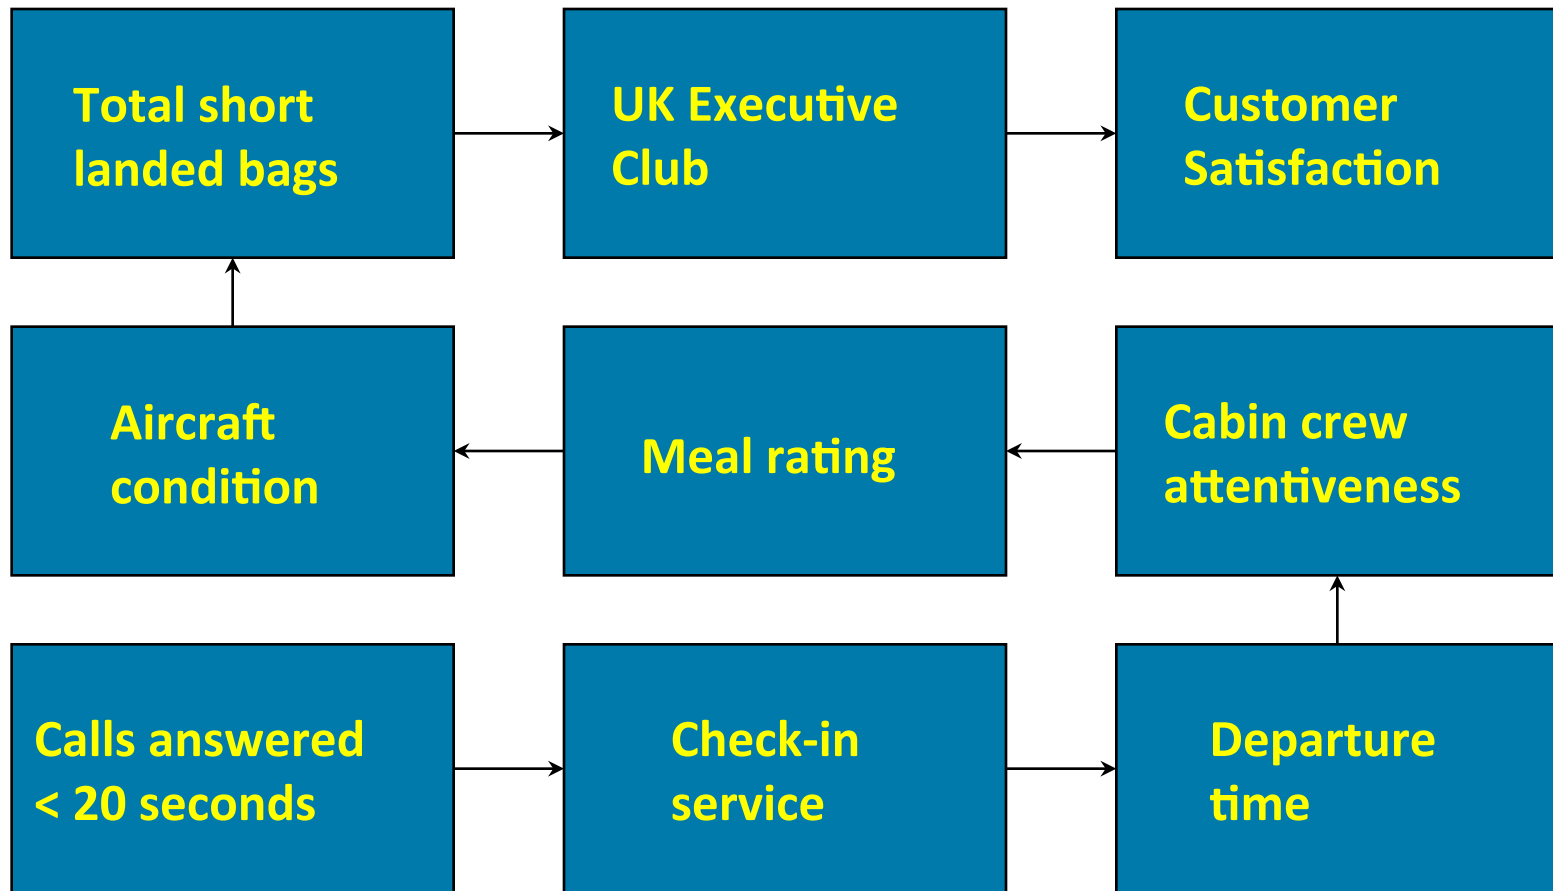 Total short
landed bags
UK Executive
Club
Customer
Satisfaction
Aircraft
condition
Meal rating
Cabin crew
attentiveness
Calls answered
< 20 seconds
Check-in
service
Departure
time